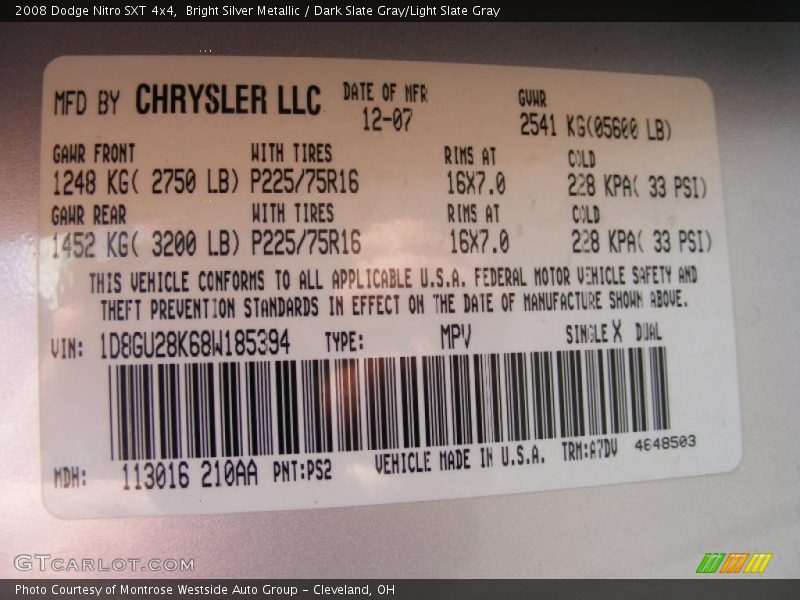 2008 Dodge Nitro SXT 4x4,  Bright Silver Metallic / Dark Slate Gray/Light Slate Gray
MFD BY CHRYSLER LLC DATE OF MFR GVWR
12-07 2541 KG(05600 LB)
GAWR FRONT WITH TIRES RIMS AT COLD
1248 KG( 2750 LB) P225/75R16 16X7.0 228 KPA( 33 PSI)
GAWR REAR WITH TIRES RIMS AT COLD
1452 KG( 3200 LB) P225/75R16 16X7.0 228 KPA( 33 PSI)
THIS VEHICLE CONFORMS TO ALL APPLICABLE U.S.A. FEDERAL MOTOR VEHICLE SAFETY AND
THEFT PREVENTION STANDARDS IN EFFECT ON THE DATE OF MANUFACTURE SHOWN ABOVE.
VIN: 1D8GU28K68W185394 TYPE: MPV SINGLE X DUAL
MDH: 113016 210AA PNT:PS2 VEHICLE MADE IN U.S.A. TRM:A7DV 4648503
GTCARLOT.COM
Photo Courtesy of Montrose Westside Auto Group - Cleveland, OH